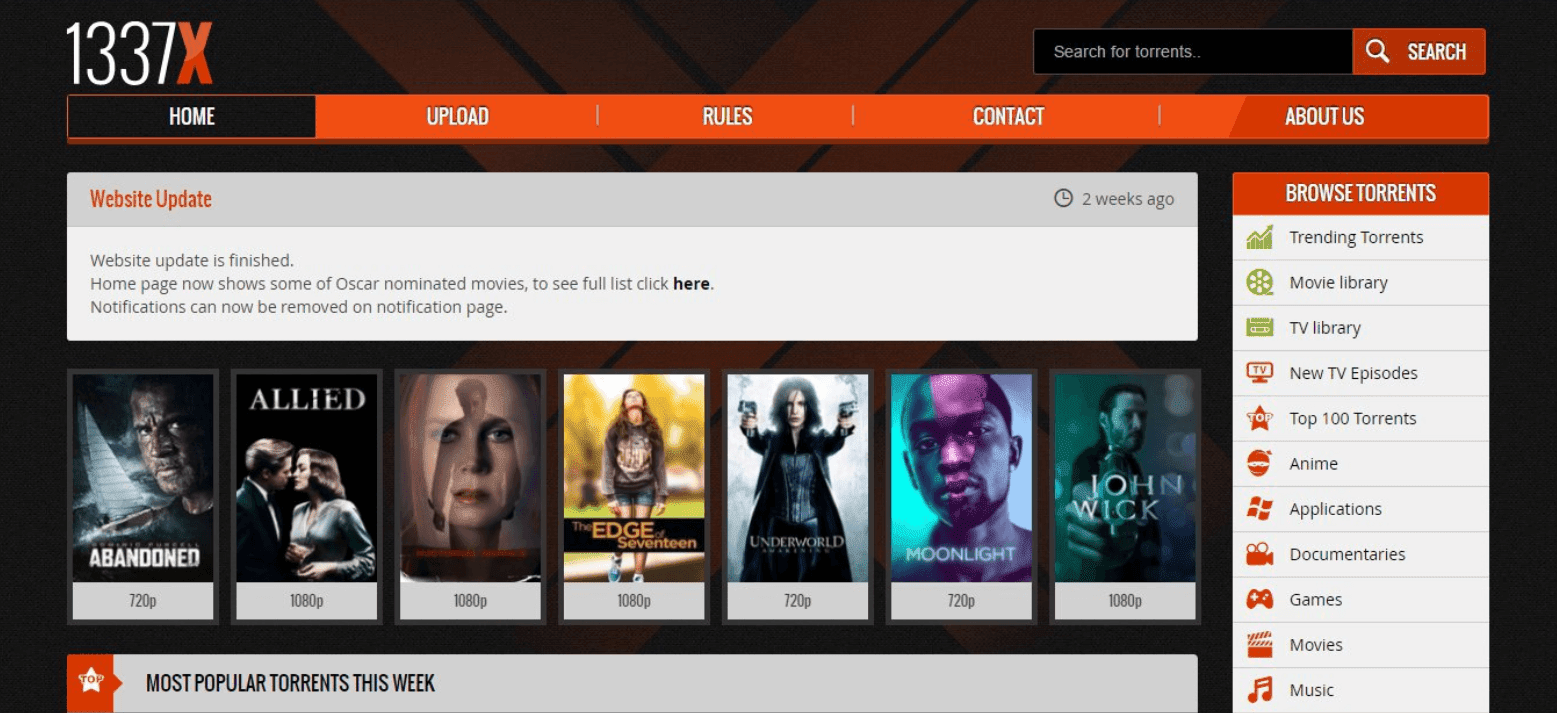 1337X
Search for torrents..
SEARCH
HOME
UPLOAD
RULES
CONTACT
ABOUT US
Website Update
2 weeks ago
Website update is finished.
Home page now shows some of Oscar nominated movies, to see full list click here.
Notifications can now be removed on notification page.
ABANDONED
720p
ALLIED
1080p
1080p
The EDGE of
Seventeen
1080p
UNDERWORLD
AWAKENING
720p
MOONLIGHT
720p
JOHN
WICK
1080p
TOP
MOST POPULAR TORRENTS THIS WEEK
BROWSE TORRENTS
Trending Torrents
Movie library
TV library
TV
New TV Episodes
TOP
Top 100 Torrents
Anime
Applications
Documentaries
Games
Movies
Music